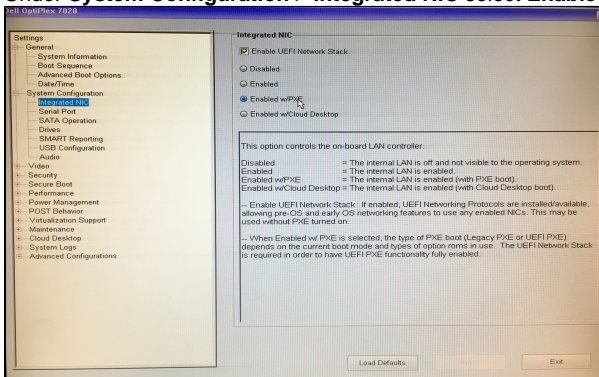 Under System Configuration / Integrated NIC select Enable
Dell OptiPlex 7020
Settings
General
System Information
Boot Sequence
Advanced Boot Options
Date/Time
System Configuration
Integrated NIC
Serial Port
SATA Operation
Drives
SMART Reporting
USB Configuration
Audio
Video
Security
Secure Boot
Performance
Power Management
POST Behavior
Virtualization Support
Maintenance
Cloud Desktop
System Logs
Advanced Configurations
Integrated NIC
Enable UEFI Network Stack
Disabled
Enabled
Enabled w/PXE
Enabled w/Cloud Desktop
This option controls the on-board LAN controller.
Disabled = The internal LAN is off and not visible to the operating system.
Enabled = The internal LAN is enabled.
Enabled w/PXE = The internal LAN is enabled (with PXE boot).
Enabled w/Cloud Desktop = The internal LAN is enabled (with Cloud Desktop boot).
-- Enable UEFI Network Stack : If enabled, UEFI Networking Protocols are installed/available,
allowing pre-OS and early OS networking features to use any enabled NICs. This may be
used without PXE turned on.
-- When Enabled w/ PXE is selected, the type of PXE boot (Legacy PXE or UEFI PXE)
depends on the current boot mode and types of option roms in use. The UEFI Network Stack
is required in order to have UEFI PXE functionality fully enabled.
Load Defaults
Exit